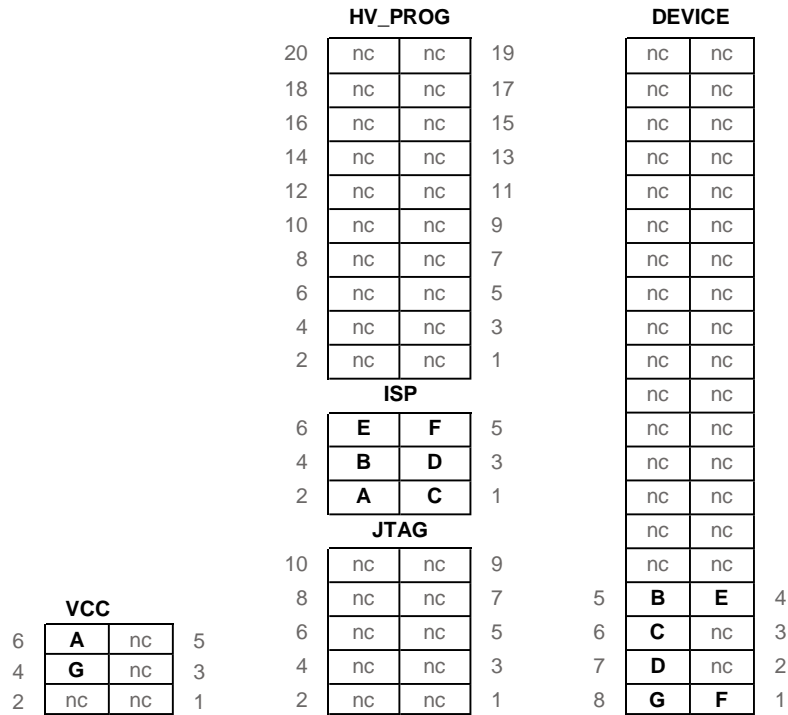 HV_PROG DEVICE
20 nc nc 19 nc nc
18 nc nc 17 nc nc
16 nc nc 15 nc nc
14 nc nc 13 nc nc
12 nc nc 11 nc nc
10 nc nc 9 nc nc
8 nc nc 7 nc nc
6 nc nc 5 nc nc
4 nc nc 3 nc nc
2 nc nc 1 nc nc
ISP nc nc
6 E F 5 nc nc
4 B D 3 nc nc
2 A C 1 nc nc
JTAG nc nc
10 nc nc 9 nc nc
VCC 8 nc nc 7 5 B E 4
6 A nc 5 6 nc nc 5 6 C nc 3
4 G nc 3 4 nc nc 3 7 D nc 2
2 nc nc 1 2 nc nc 1 8 G F 1